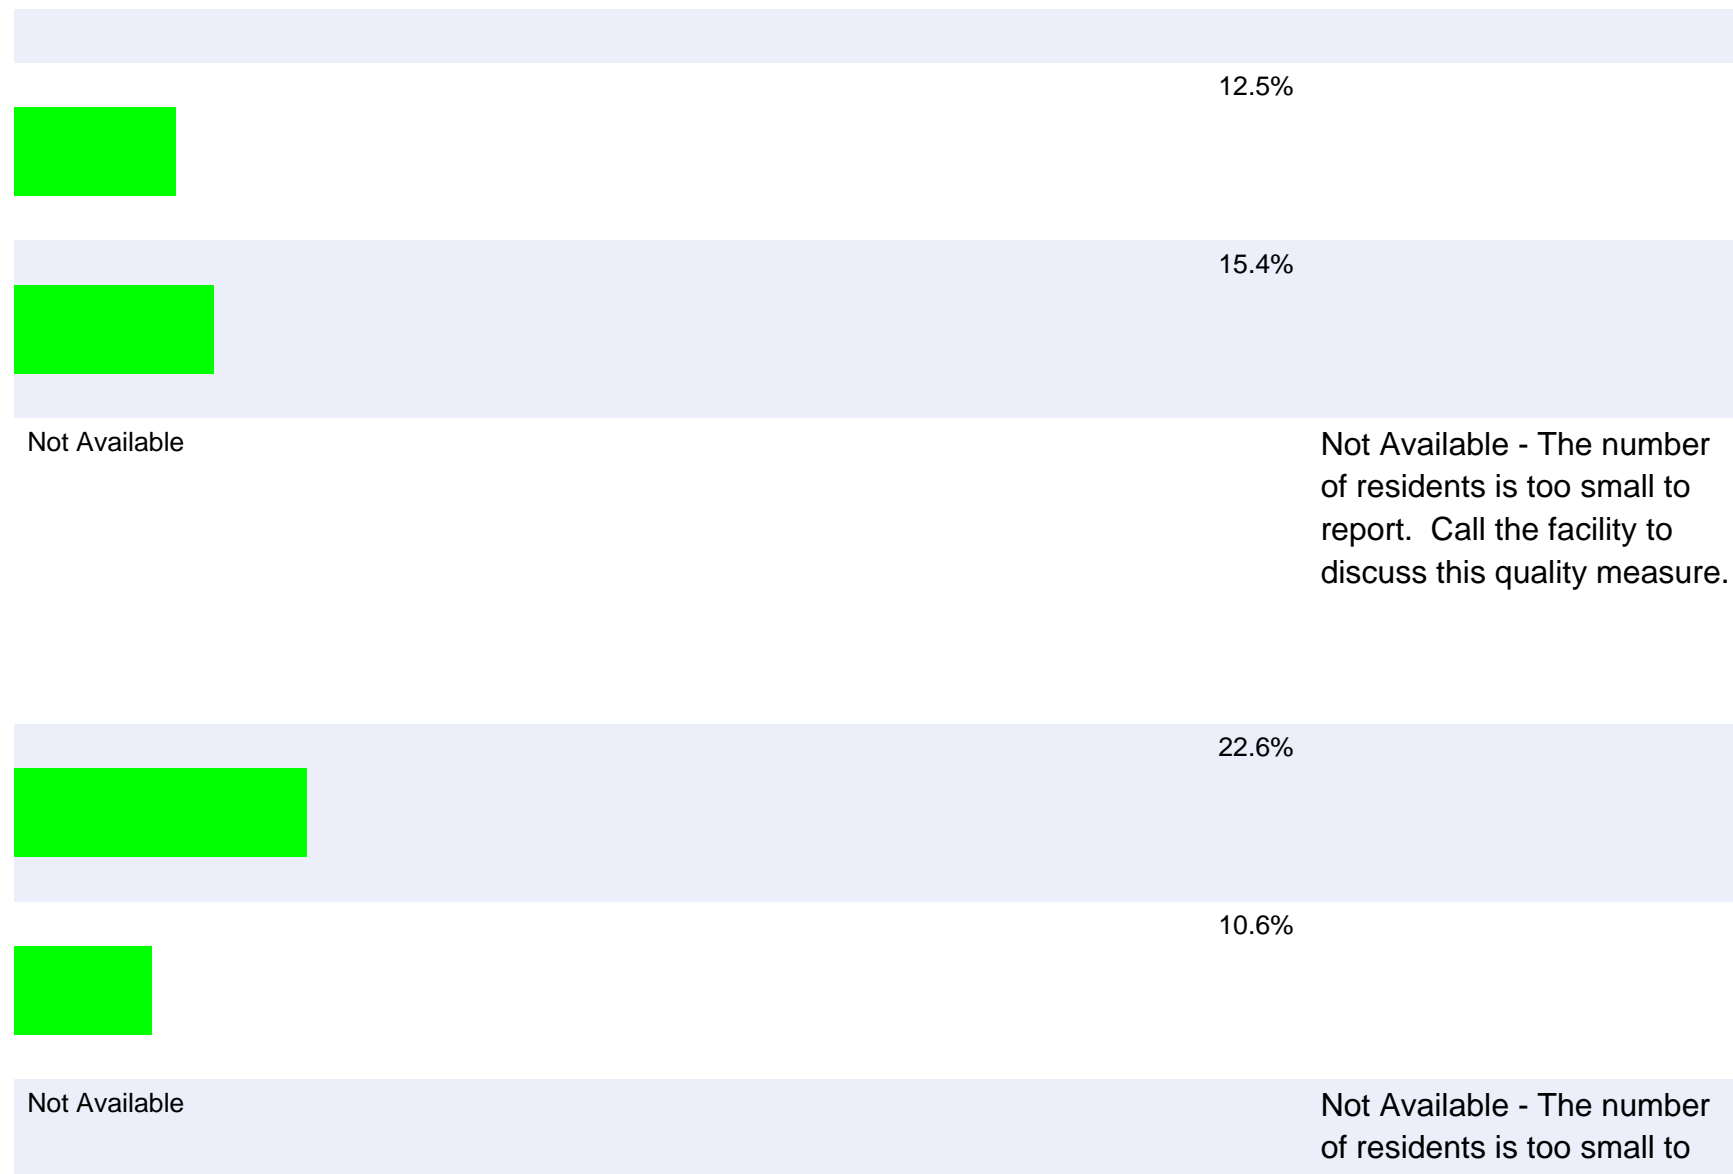 12.5%
15.4%
Not Available
Not Available - The number
of residents is too small to
report.  Call the facility to
discuss this quality measure.
22.6%
10.6%
Not Available
Not Available - The number
of residents is too small to